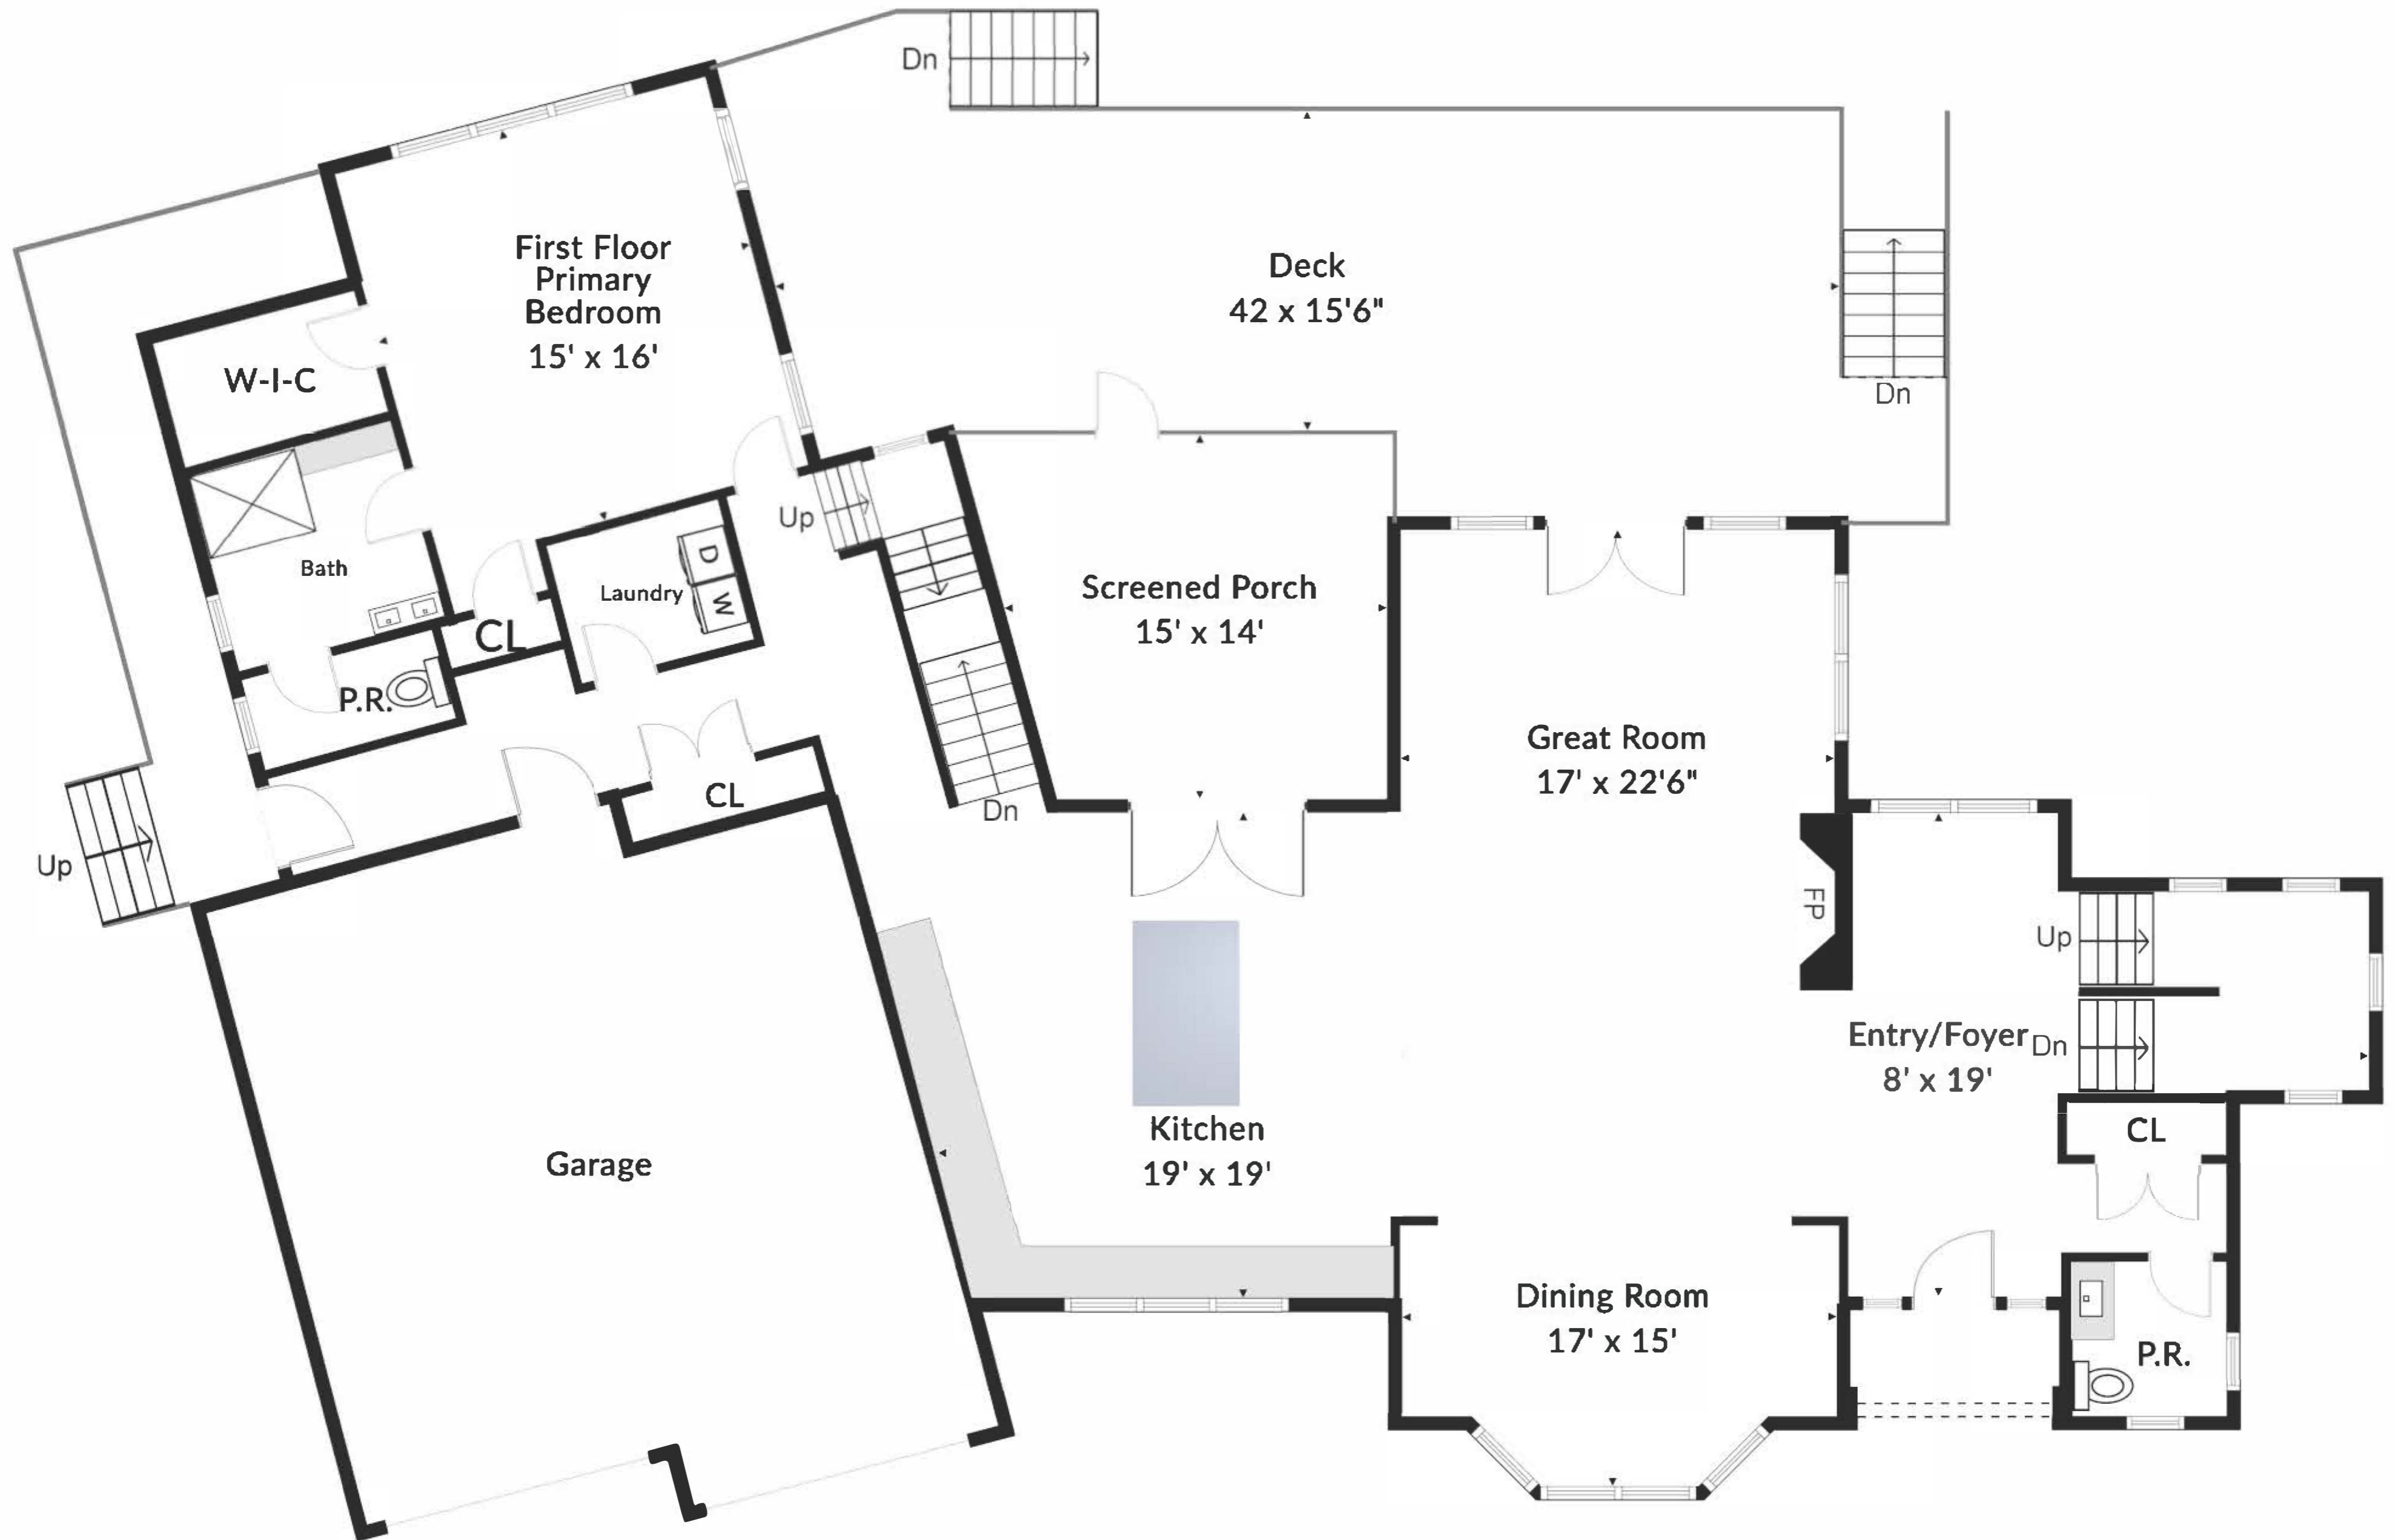 Dn
First Floor
Primary
Bedroom
15' x 16'
Deck
42 x 15'6"
W-I-C
Dn
Up
Bath
Laundry
D
W
Screened Porch
15' x 14'
CL
P.R.
Great Room
17' x 22'6"
CL
Dn
Up
FP
Up
Entry/Foyer
8' x 19'
Dn
Kitchen
19' x 19'
CL
Garage
Dining Room
17' x 15'
P.R.